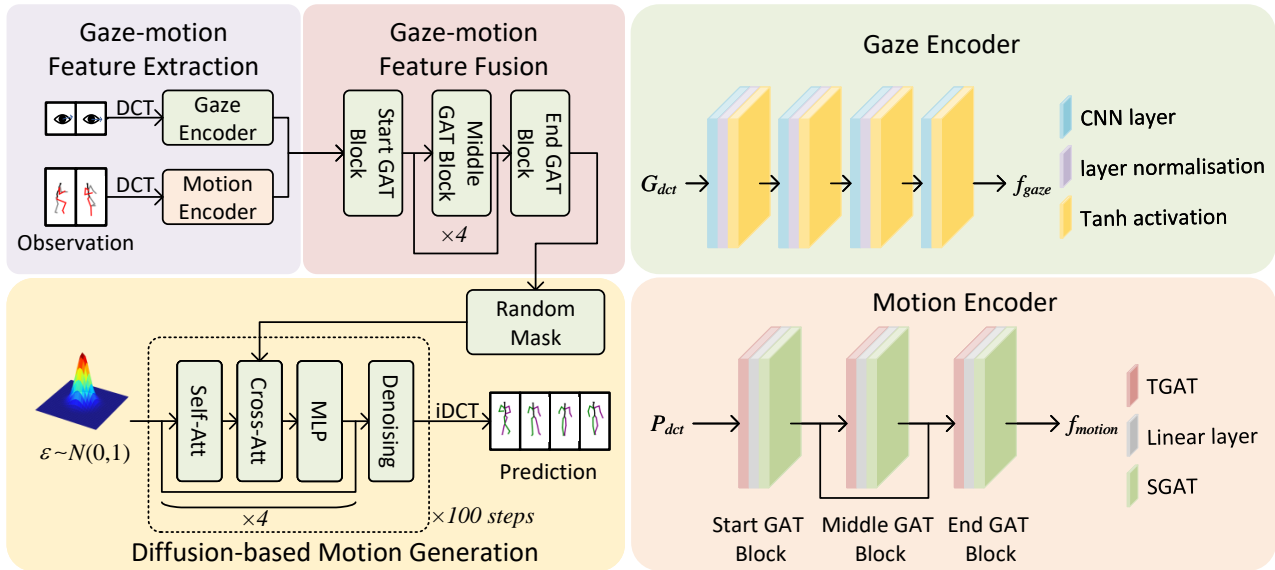 Gaze-motion
Feature Extraction
DCT
Gaze
Encoder
DCT
Motion
Encoder
Observation
Gaze-motion
Feature Fusion
Start GAT
Block
Middle
GAT Block
End GAT
Block
×4
Gaze Encoder
G_dct
f_gaze
CNN layer
layer normalisation
Tanh activation
Random
Mask
ε~N(0,1)
Self-Att
Cross-Att
MLP
Denoising
iDCT
Prediction
×4
×100 steps
Diffusion-based Motion Generation
Motion Encoder
P_dct
f_motion
TGAT
Linear layer
SGAT
Start GAT
Block
Middle GAT
Block
End GAT
Block